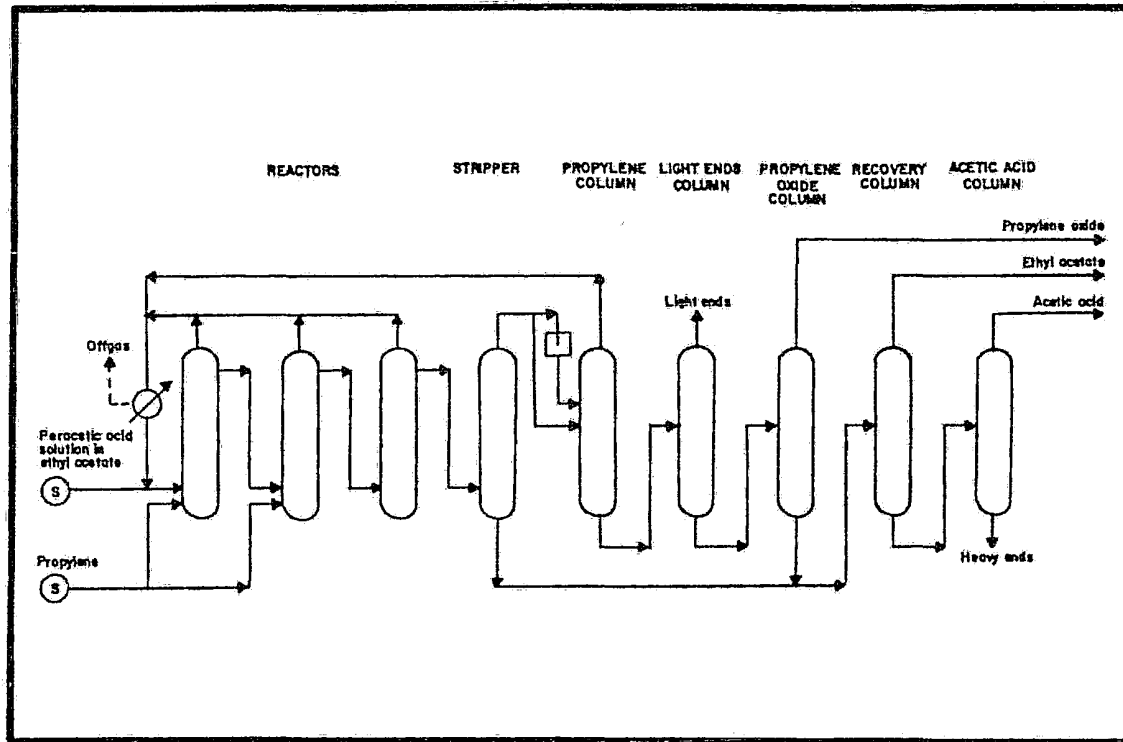 REACTORS
STRIPPER
PROPYLENE
COLUMN
LIGHT ENDS
COLUMN
PROPYLENE
OXIDE
COLUMN
RECOVERY
COLUMN
ACETIC ACID
COLUMN
Propylene oxide
Ethyl acetate
Acetic acid
Light ends
Offgas
Peracetic acid
solution in
ethyl acetate
S
Propylene
S
Heavy ends